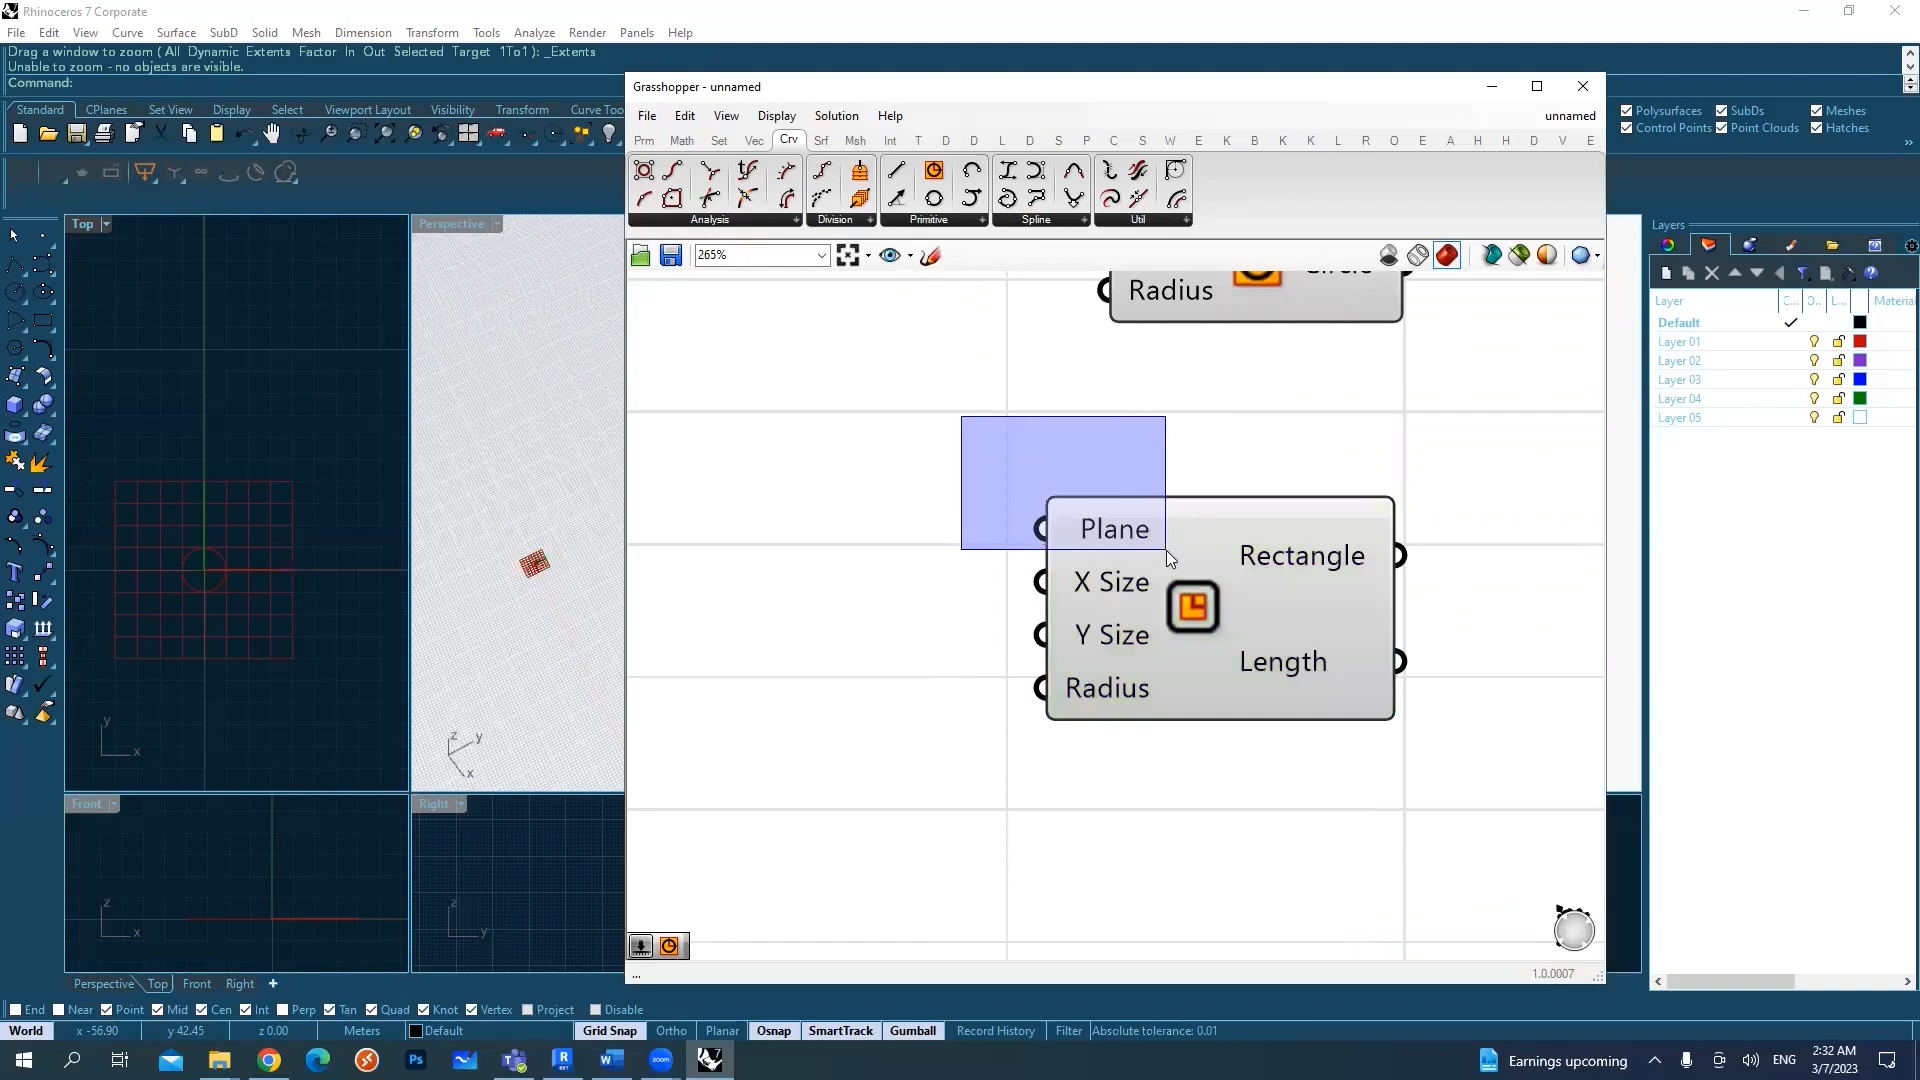 Rhinoceros 7 Corporate
File Edit View Curve Surface SubD Solid Mesh Dimension Transform Tools Analyze Render Panels Help
Drag a window to zoom ( All Dynamic Extents Factor In Out Selected Target 1To1 ): _Extents
Unable to zoom - no objects are visible.
Command:
Standard CPlanes Set View Display Select Viewport Layout Visibility Transform Curve Too
Polysurfaces SubDs Meshes
Control Points Point Clouds Hatches
Grasshopper - unnamed
File Edit View Display Solution Help unnamed
Prm Math Set Vec Crv Srf Msh Int T D D L D S P C S W E K B K K L R O E A H H D V E
Analysis Division Primitive Spline Util
265%
Radius
Plane
X Size
Y Size
Radius
Rectangle
Length
...
1.0.0007
Top
y
x
Perspective
z y
x
Front
z
x
Right
z
y
Layers
Layer C... O.. L... Materia
Default
Layer 01
Layer 02
Layer 03
Layer 04
Layer 05
Perspective Top Front Right
End Near Point Mid Cen Int Perp Tan Quad Knot Vertex Project Disable
World x -56.90 y 42.45 z 0.00 Meters Default Grid Snap Ortho Planar Osnap SmartTrack Gumball Record History Filter Absolute tolerance: 0.01
Ps
zoom
Earnings upcoming
ENG
2:32 AM
3/7/2023